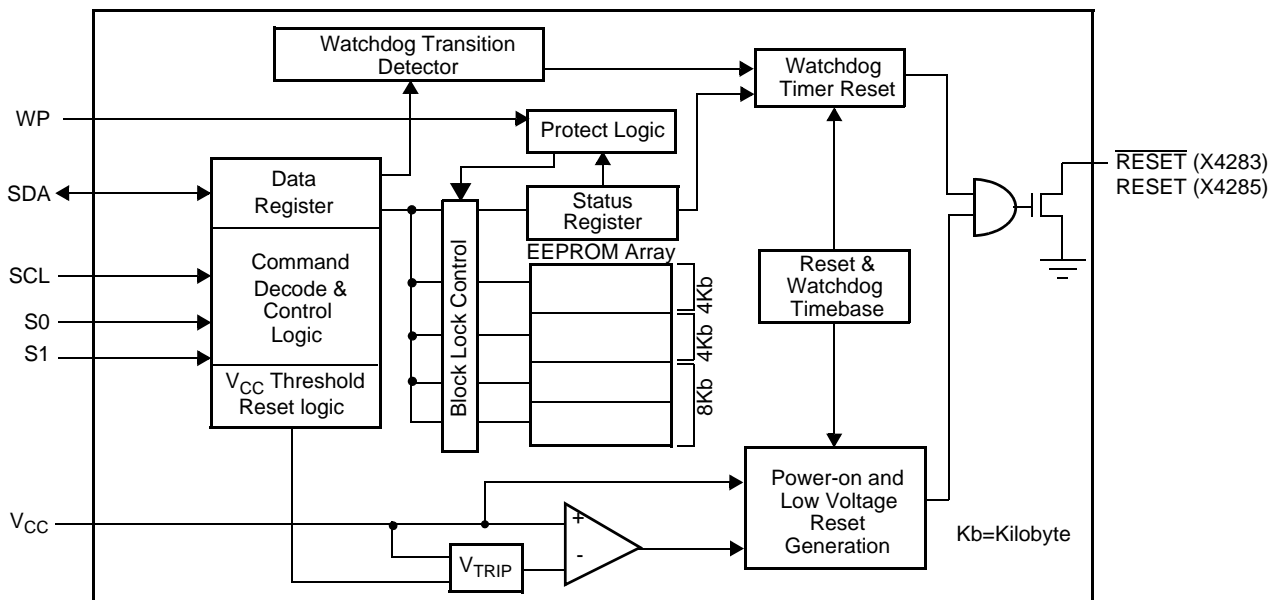 Watchdog Transition
Detector
Watchdog
Timer Reset
WP
Protect Logic
RESET (X4283)
RESET (X4285)
SDA
Data
Register
Status
Register
EEPROM Array
SCL
S0
S1
Command
Decode &
Control
Logic
Block Lock Control
4Kb
4Kb
8Kb
Reset &
Watchdog
Timebase
VCC Threshold
Reset logic
Power-on and
Low Voltage
Reset
Generation
VCC
+
-
VTRIP
Kb=Kilobyte